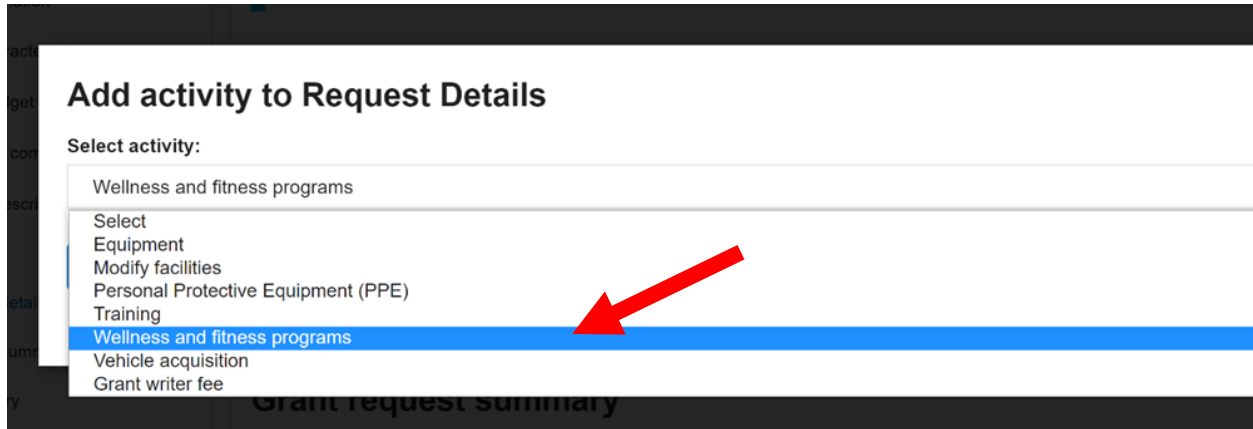 Add activity to Request Details
Select activity:
Wellness and fitness programs
Select
Equipment
Modify facilities
Personal Protective Equipment (PPE)
Training
Wellness and fitness programs
Vehicle acquisition
Grant writer fee
Grant request summary